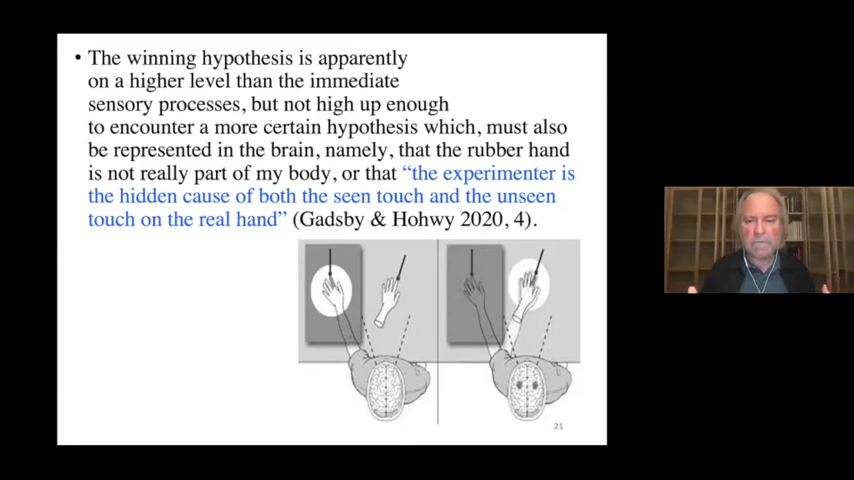 • The winning hypothesis is apparently
on a higher level than the immediate
sensory processes, but not high up enough
to encounter a more certain hypothesis which, must also
be represented in the brain, namely, that the rubber hand
is not really part of my body, or that “the experimenter is
the hidden cause of both the seen touch and the unseen
touch on the real hand” (Gadsby & Hohwy 2020, 4).
21